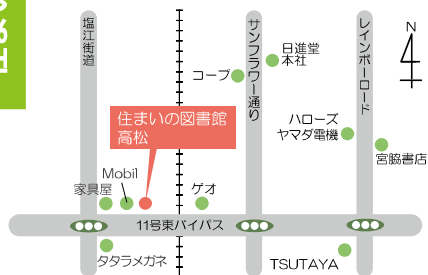 塩江街道
サンフラワー通り
レインボーロード
N
日進堂
本社
コープ
住まいの図書館
高松
ハローズ
ヤマダ電機
宮脇書店
Mobil
家具屋
ゲオ
11号東バイパス
タタラメガネ
TSUTAYA